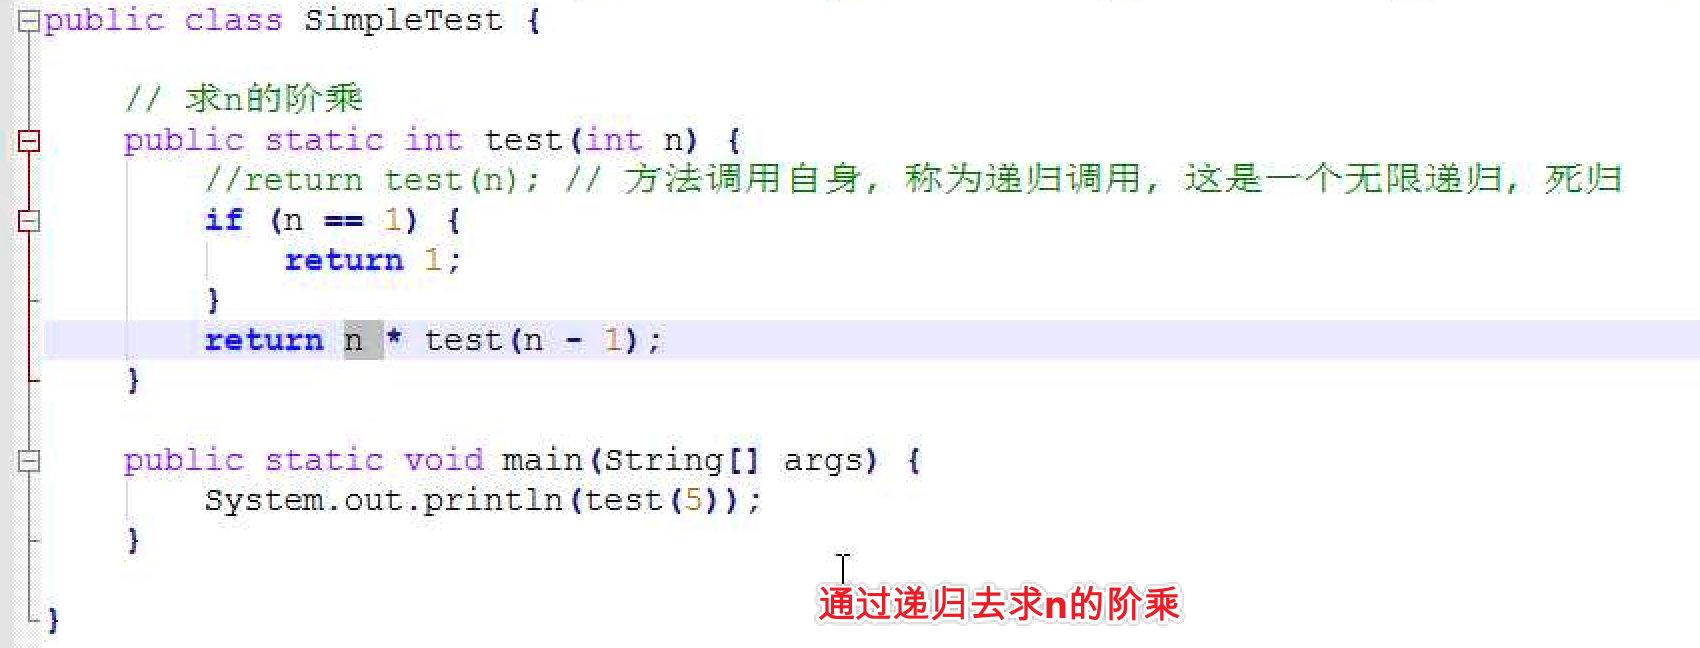 public class SimpleTest {
// 求n的阶乘
public static int test(int n) {
//return test(n); // 方法调用自身, 称为递归调用, 这是一个无限递归, 死归
if (n == 1) {
return 1;
}
return n * test(n - 1);
}
public static void main(String[] args) {
System.out.println(test(5));
}
通过递归去求n的阶乘
}